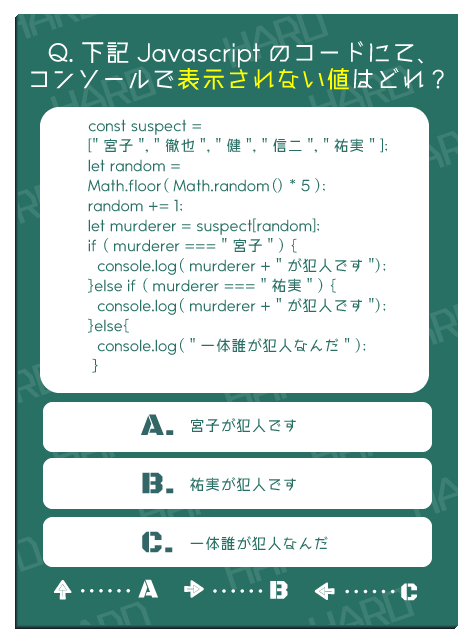 Q. 下記 Javascript のコードにて、
コンソールで表示されない値はどれ？
const suspect =
[" 宮子 ", " 徹也 ", " 健 ", " 信二 ", " 祐実 " ];
let random =
Math.floor( Math.random() * 5 );
random += 1;
let murderer = suspect[random];
if ( murderer === " 宮子 " ) {
console.log( murderer + " が犯人です ");
}else if ( murderer === " 祐実 " ) {
console.log( murderer + " が犯人です ");
}else{
console.log( " 一体誰が犯人なんだ " );
}
A. 宮子が犯人です
B. 祐実が犯人です
C. 一体誰が犯人なんだ
↑ ······ A → ······ B ← ······ C
HARD